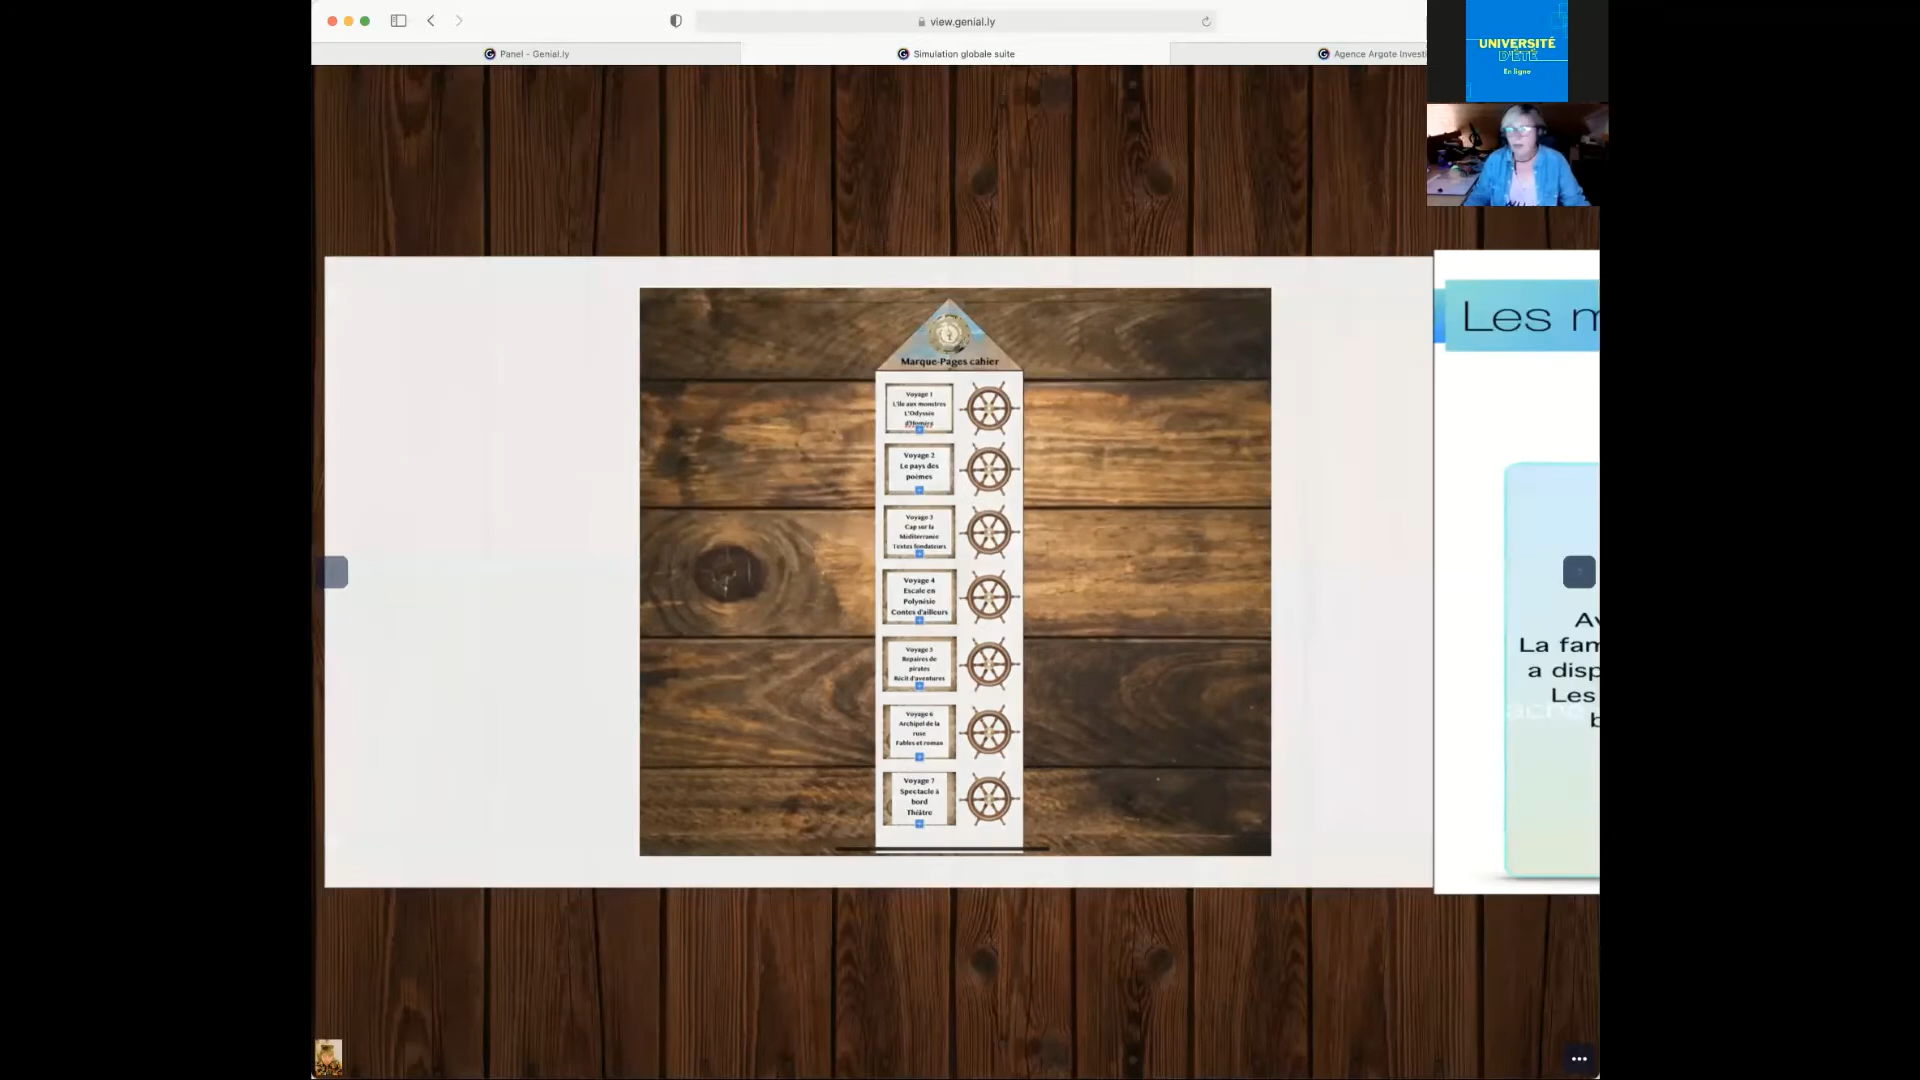 view.genial.ly
Panel - Genial.ly
Simulation globale suite
Agence Argote Investi
UNIVERSITÉ
D'ÉTÉ
En ligne
Marque-Pages cahier
Voyage 1
L'île aux monstres
L'Odyssée
d'Homère
Voyage 2
Le pays des
poèmes
Voyage 3
Cap sur la
Méditerranée
Textes fondateurs
Voyage 4
Escale en
Polynésie
Contes d'ailleurs
Voyage 5
Repaires de
pirates
Récit d'aventures
Voyage 6
Archipel de la
ruse
Fables et roman
Voyage 7
Spectacle à
bord
Théâtre
Les m
Av
La fam
a disp
Les
b